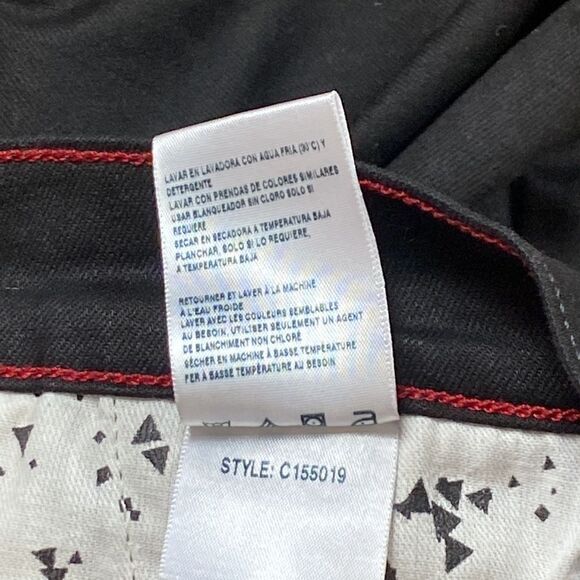 LAVAR EN LAVADORA CON AGUA FRIA (30°C) Y
DETERGENTE
LAVAR CON PRENDAS DE COLORES SIMILARES
USAR BLANQUEADOR SIN CLORO SOLO SI
REQUIERE
SECAR EN SECADORA A TEMPERATURA BAJA
PLANCHAR, SOLO SI LO REQUIERE,
A TEMPERATURA BAJA
RETOURNER ET LAVER À LA MACHINE
A L'EAU FROIDE
LAVER AVEC LES COULEURS SEMBLABLES
AU BESOIN, UTILISER SEULEMENT UN AGENT
DE BLANCHIMENT NON CHLORÉ
SÉCHER EN MACHINE À BASSE TEMPÉRATURE
FER À BASSE TEMPÉRATURE AU BESOIN
STYLE: C155019